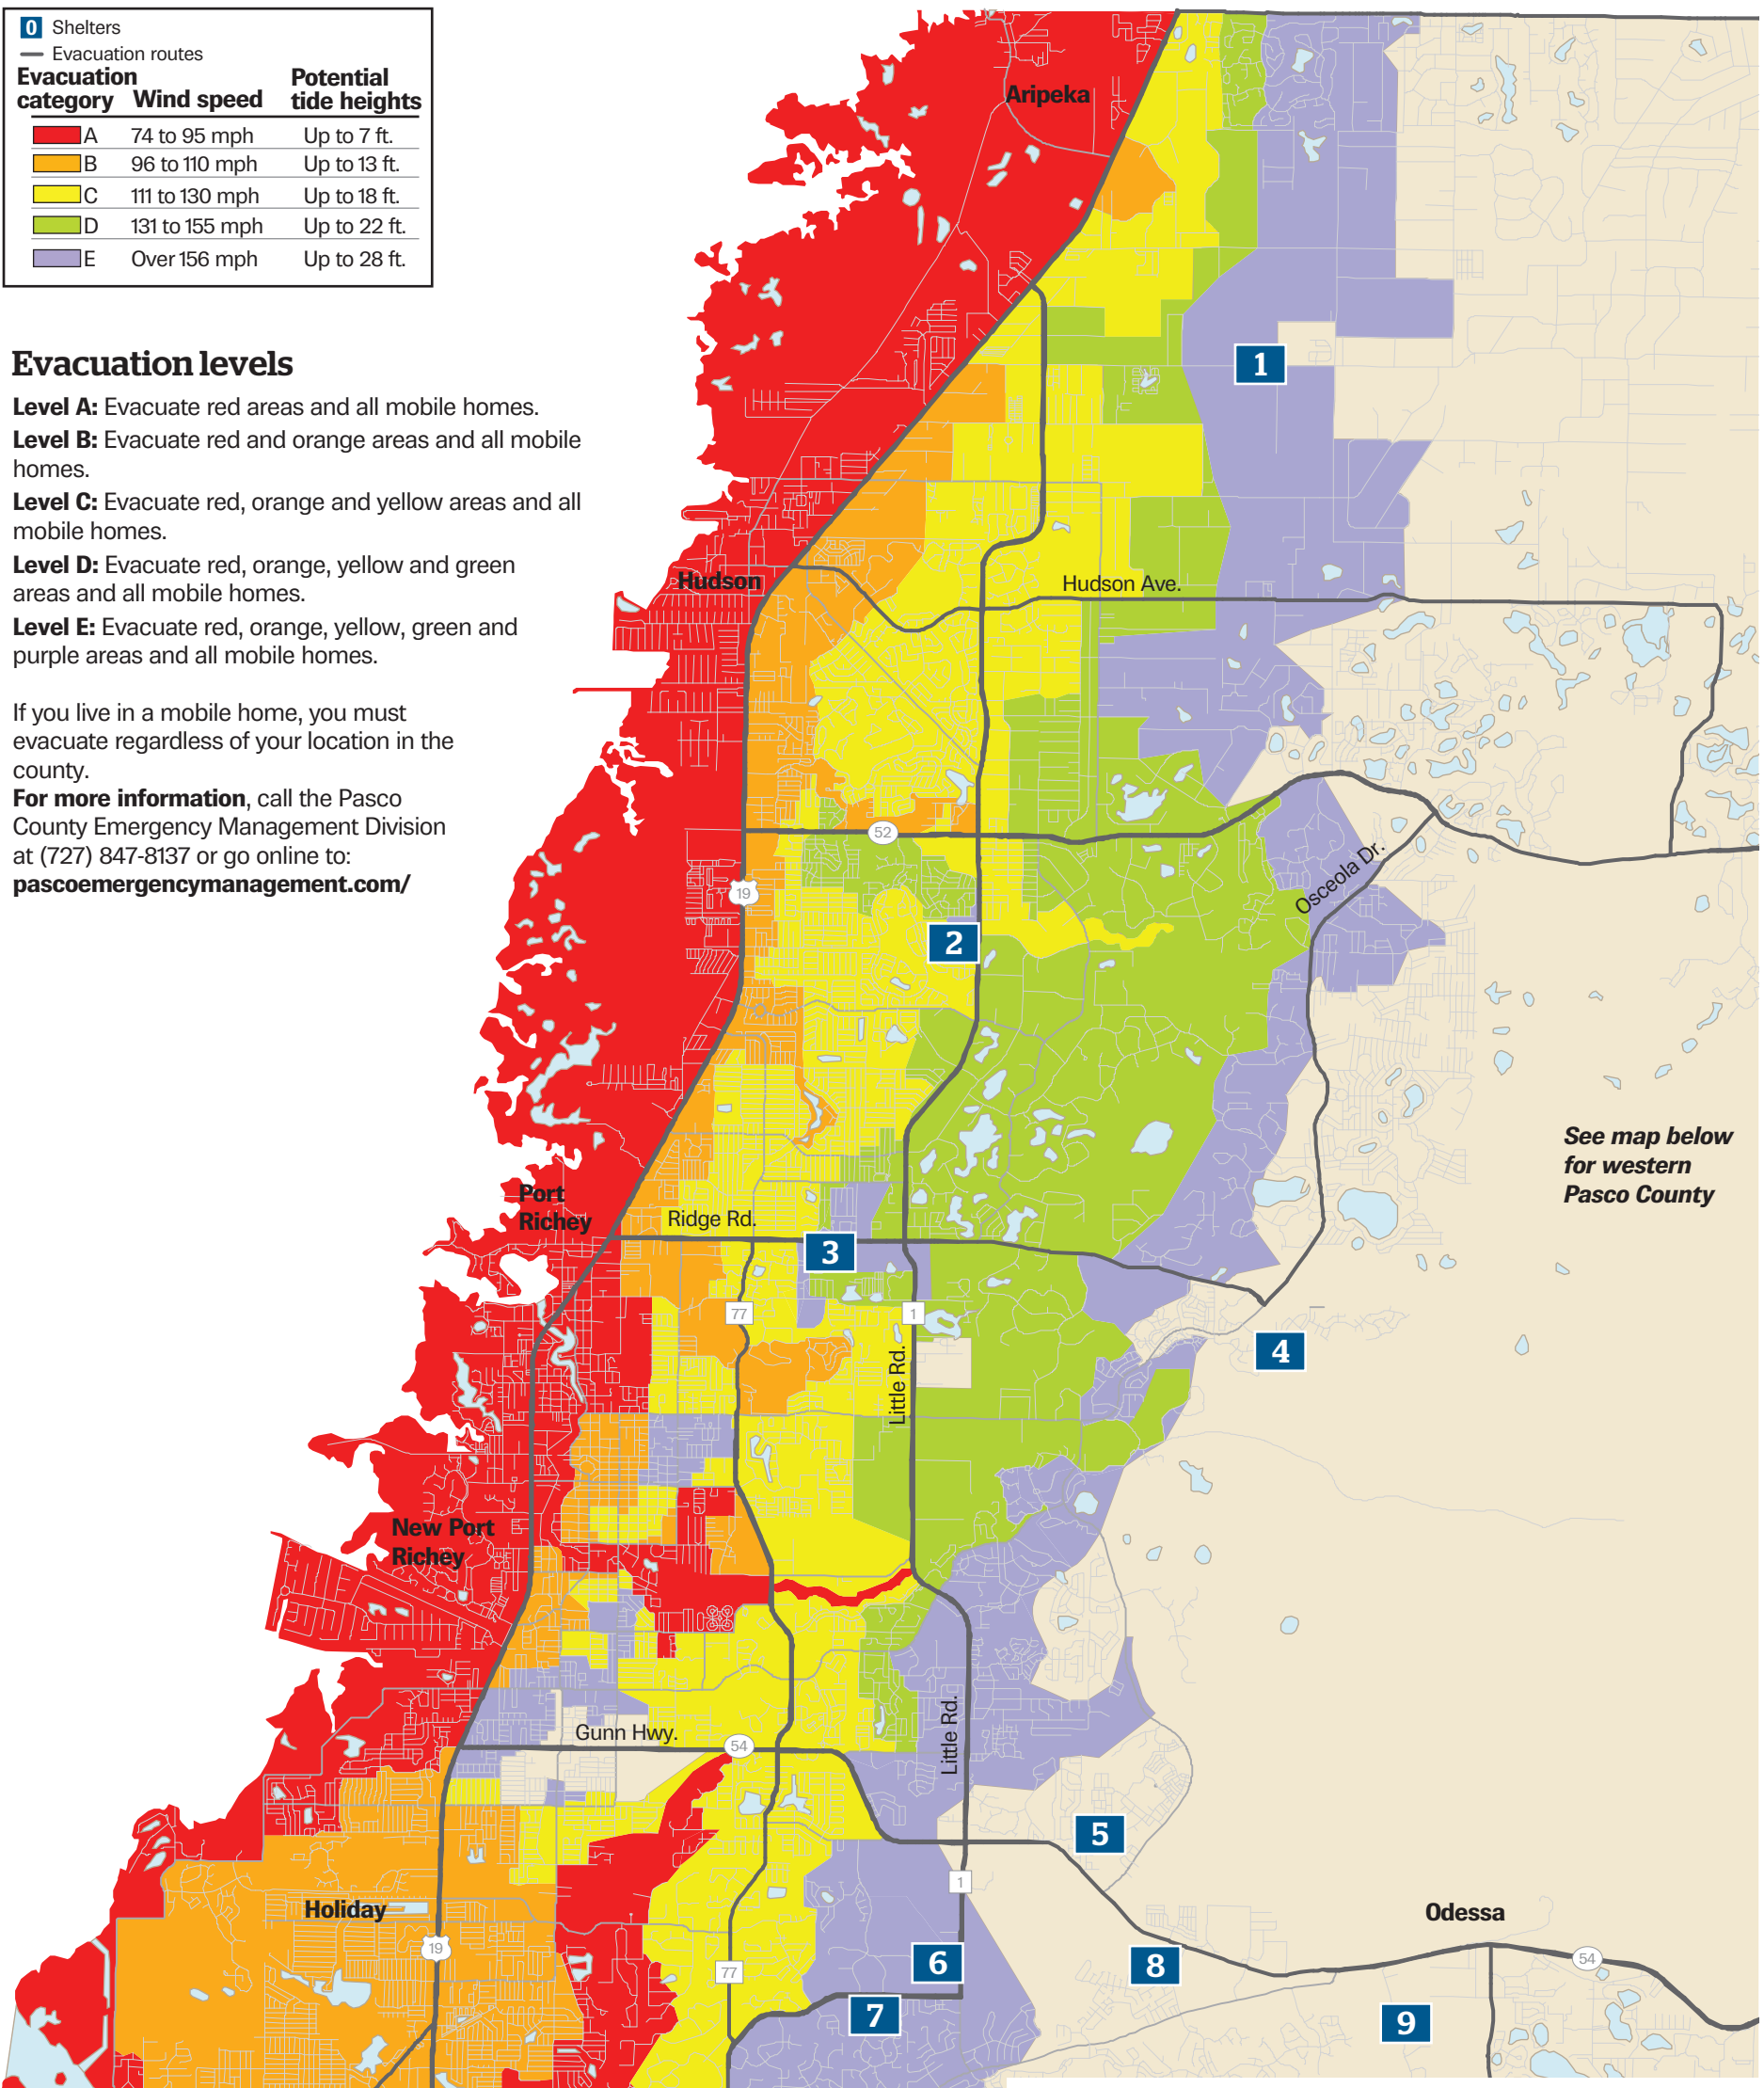 0 Shelters
Evacuation routes
Evacuation category Wind speed Potential tide heights
A 74 to 95 mph Up to 7 ft.
B 96 to 110 mph Up to 13 ft.
C 111 to 130 mph Up to 18 ft.
D 131 to 155 mph Up to 22 ft.
E Over 156 mph Up to 28 ft.
Evacuation levels
Level A: Evacuate red areas and all mobile homes.
Level B: Evacuate red and orange areas and all mobile
homes.
Level C: Evacuate red, orange and yellow areas and all
mobile homes.
Level D: Evacuate red, orange, yellow and green
areas and all mobile homes.
Level E: Evacuate red, orange, yellow, green and
purple areas and all mobile homes.
If you live in a mobile home, you must
evacuate regardless of your location in the
county.
For more information, call the Pasco
County Emergency Management Division
at (727) 847-8137 or go online to:
pascoemergencymanagement.com/
Aripeka
1
Hudson
Hudson Ave.
52
19
Osceola Dr.
2
See map below
for western
Pasco County
Port
Richey
Ridge Rd.
3
77
1
4
Little Rd.
New Port
Richey
Gunn Hwy.
54
Little Rd.
5
1
Holiday
Odessa
19
77
6
8
54
7
9